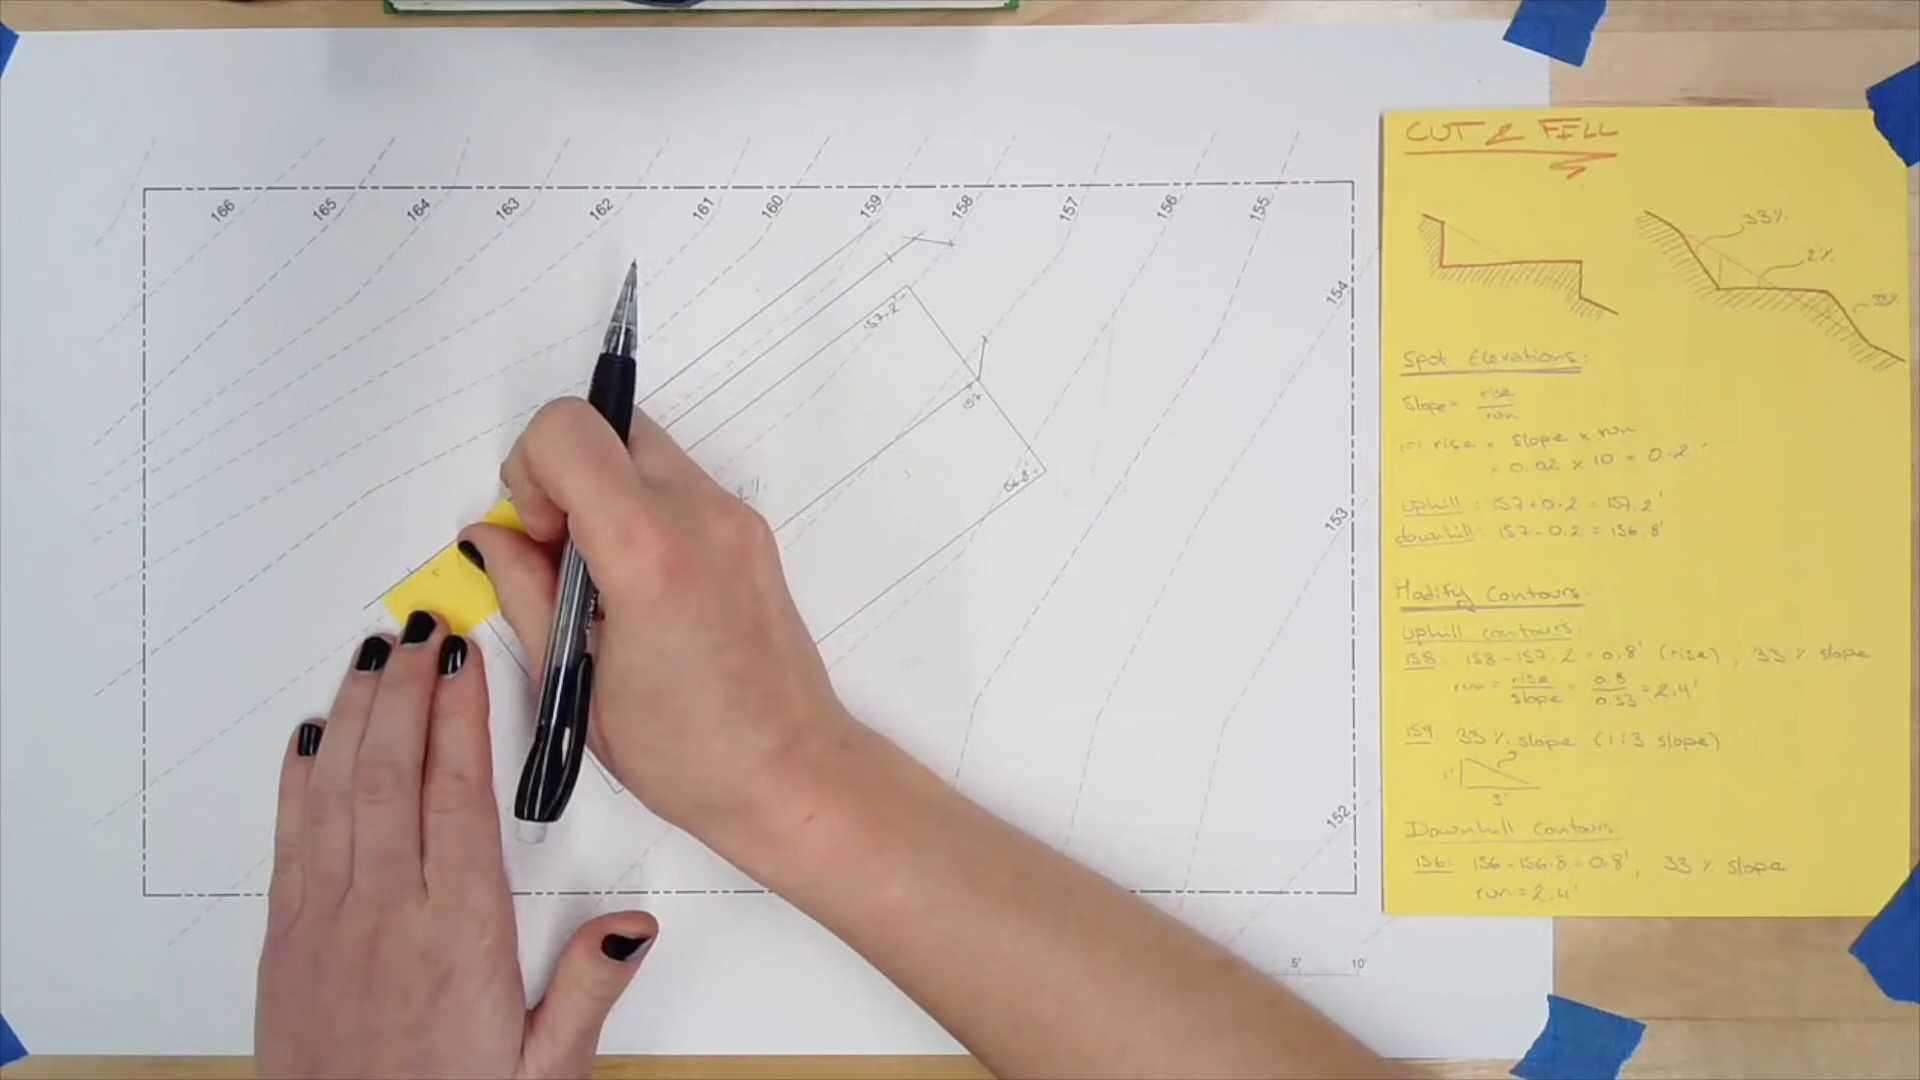 166
165
164
163
162
161
160
159
158
157
156
155
154
153
152
157.2'
157
156.8'
2%
5'
10'
CUT & FILL
33%
2%
33%
Spot Elevations:
Slope = rise
run
rise = slope x run
= 0.02 x 10 = 0.2
uphill : 157 + 0.2 = 157.2'
downhill : 157 - 0.2 = 156.8'
Modify Contours:
uphill contours
158: 158 - 157.2 = 0.8' (rise), 33% slope
run = rise = 0.8 = 2.4'
slope 0.33
159: 33% slope (1:3 slope)
1'
3'
Downhill contours
156: 156 - 156.8 = 0.8', 33% slope
run = 2.4'